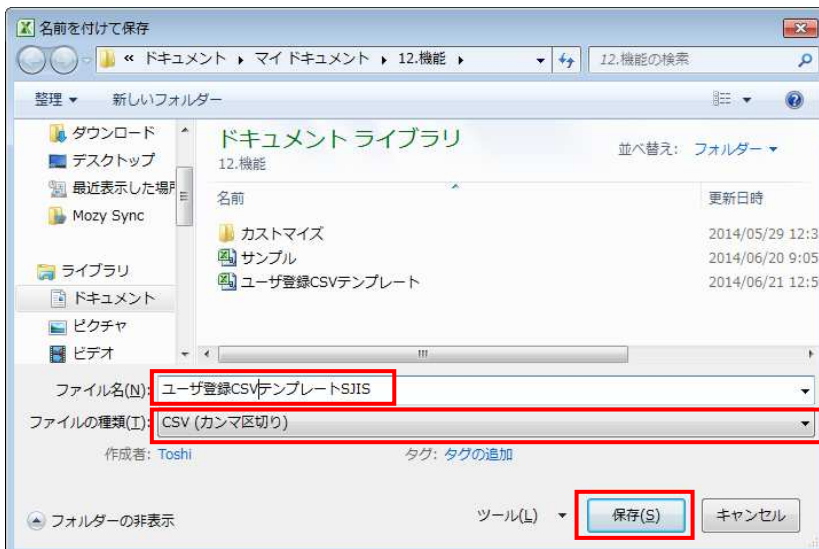 名前を付けて保存
« ドキュメント ▸ マイ ドキュメント ▸ 12.機能 ▸
12.機能の検索
整理 ▼ 新しいフォルダー
ダウンロード
デスクトップ
最近表示した場所
Mozy Sync
ライブラリ
ドキュメント
ピクチャ
ビデオ
ドキュメント ライブラリ
12.機能
並べ替え: フォルダー ▼
名前 更新日時
カストマイズ 2014/05/29 12:3
サンプル 2014/06/20 9:05
ユーザ登録CSVテンプレート 2014/06/21 12:5
ファイル名(N): ユーザ登録CSVテンプレートSJIS
ファイルの種類(T): CSV (カンマ区切り)
作成者: Toshi タグ: タグの追加
フォルダーの非表示 ツール(L) ▼ 保存(S) キャンセル